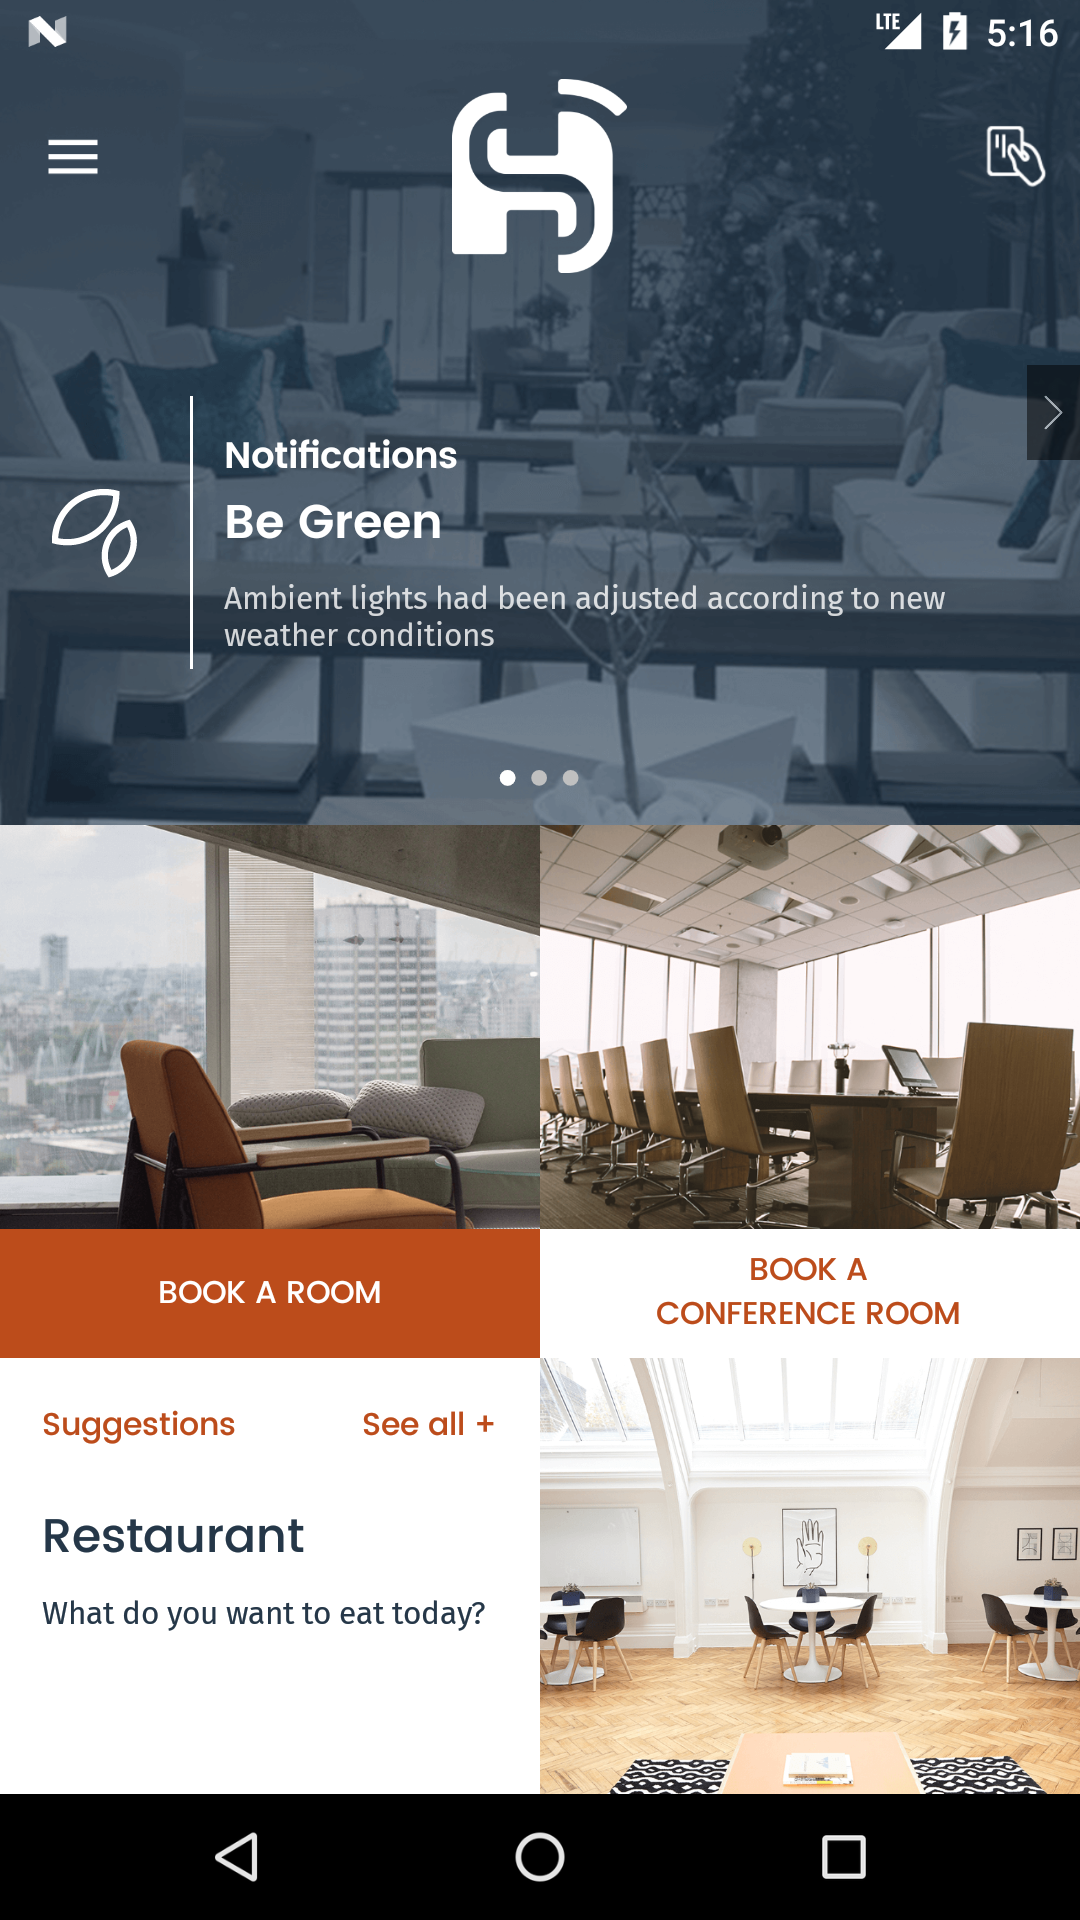 LTE 5:16
Notifications
Be Green
Ambient lights had been adjusted according to new
weather conditions
BOOK A ROOM
BOOK A
CONFERENCE ROOM
Suggestions
See all +
Restaurant
What do you want to eat today?